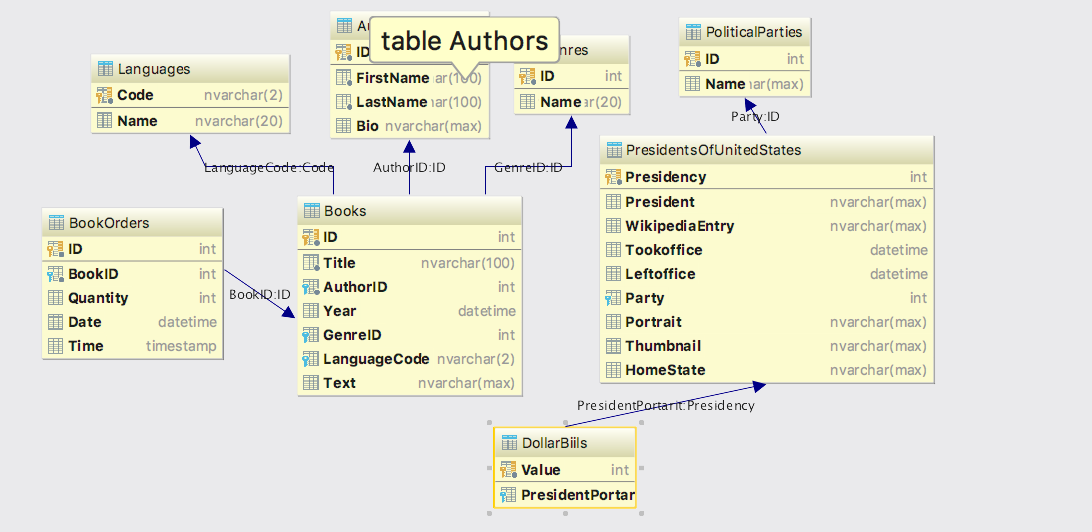 Languages
Code nvarchar(2)
Name nvarchar(20)
table Authors
ID
FirstName
LastName ar(100)
Bio nvarchar(max)
ID int
Name ar(20)
PoliticalParties
ID int
Name ar(max)
LanguageCode:Code
AuthorID:ID
GenreID:ID
Party:ID
BookOrders
ID int
BookID int
Quantity int
Date datetime
Time timestamp
BookID:ID
Books
ID int
Title nvarchar(100)
AuthorID int
Year datetime
GenreID int
LanguageCode nvarchar(2)
Text nvarchar(max)
PresidentsOfUnitedStates
Presidency int
President nvarchar(max)
WikipediaEntry nvarchar(max)
Tookoffice datetime
Leftoffice datetime
Party int
Portrait nvarchar(max)
Thumbnail nvarchar(max)
HomeState nvarchar(max)
PresidentPortarit:Presidency
DollarBiils
Value int
PresidentPortar